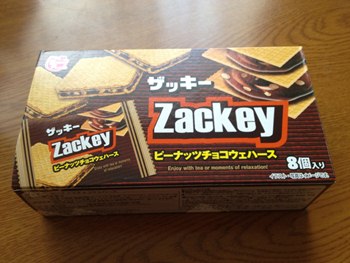 ザッキー
Zackey
ピーナッツチョコウェハース
Enjoy with tea or moments of relaxation!
8個入り
ザッキー
Zackey
ピーナッツチョコウェハース